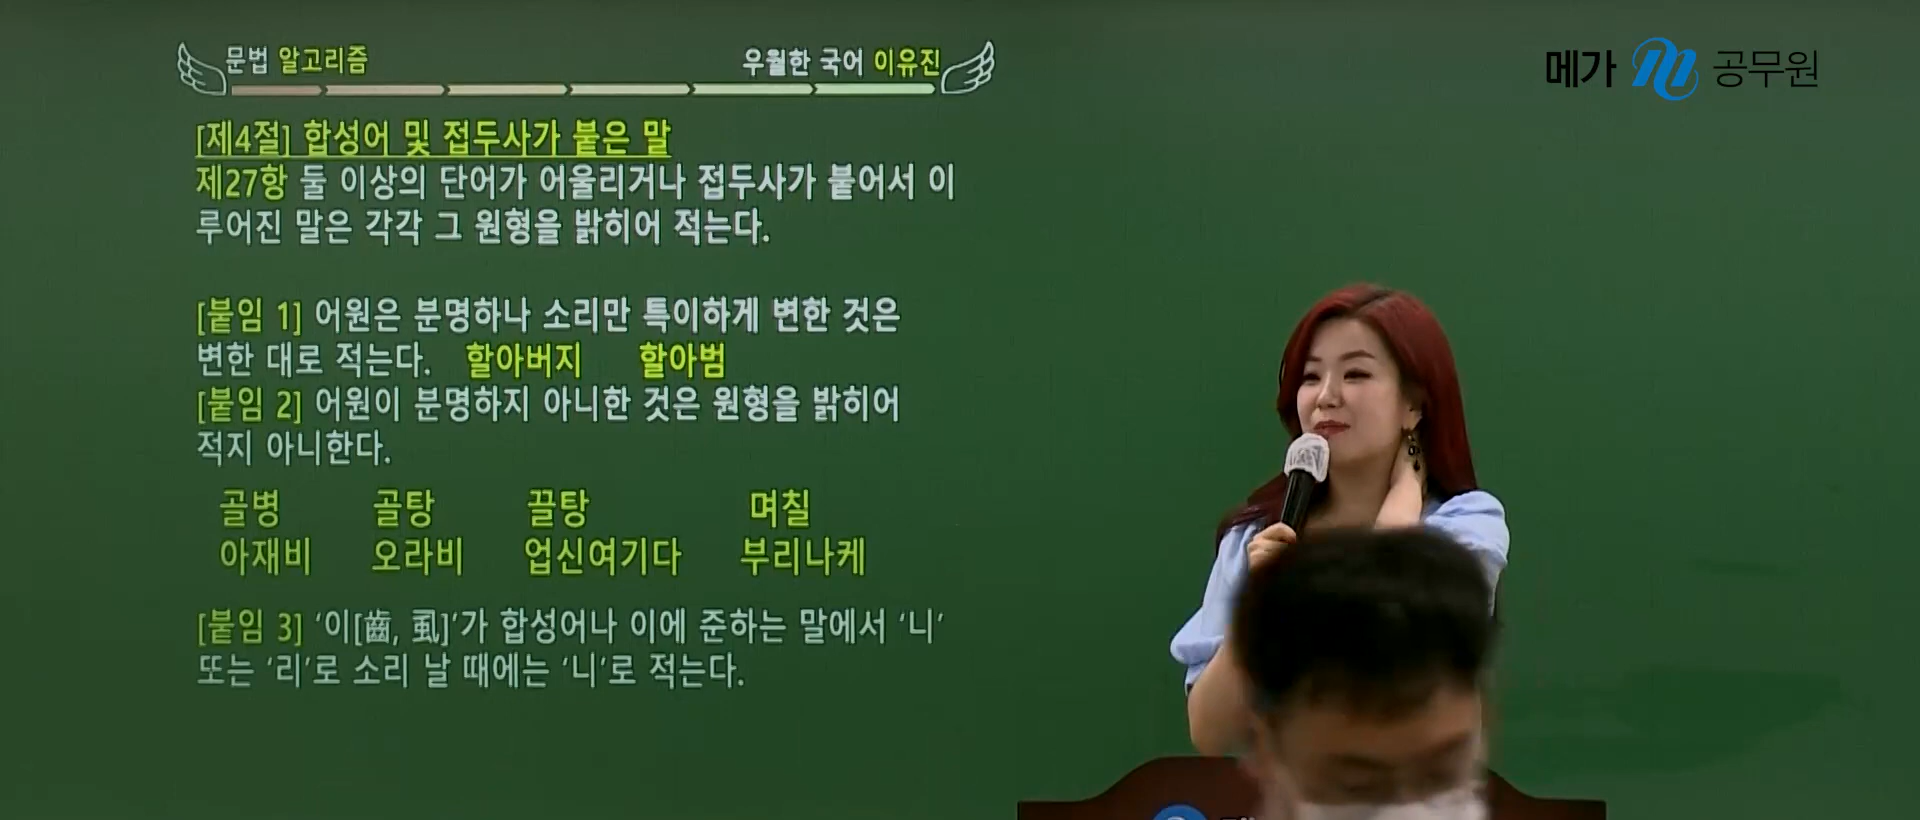 문법 알고리즘
우월한 국어 이유진
메가 공무원
[제4절] 합성어 및 접두사가 붙은 말
제27항 둘 이상의 단어가 어울리거나 접두사가 붙어서 이
루어진 말은 각각 그 원형을 밝히어 적는다.
[붙임 1] 어원은 분명하나 소리만 특이하게 변한 것은
변한 대로 적는다. 할아버지 할아범
[붙임 2] 어원이 분명하지 아니한 것은 원형을 밝히어
적지 아니한다.
골병 골탕 끌탕 며칠
아재비 오라비 업신여기다 부리나케
[붙임 3] ‘이[齒, 虱]’가 합성어나 이에 준하는 말에서 ‘니’
또는 ‘리’로 소리 날 때에는 ‘니’로 적는다.